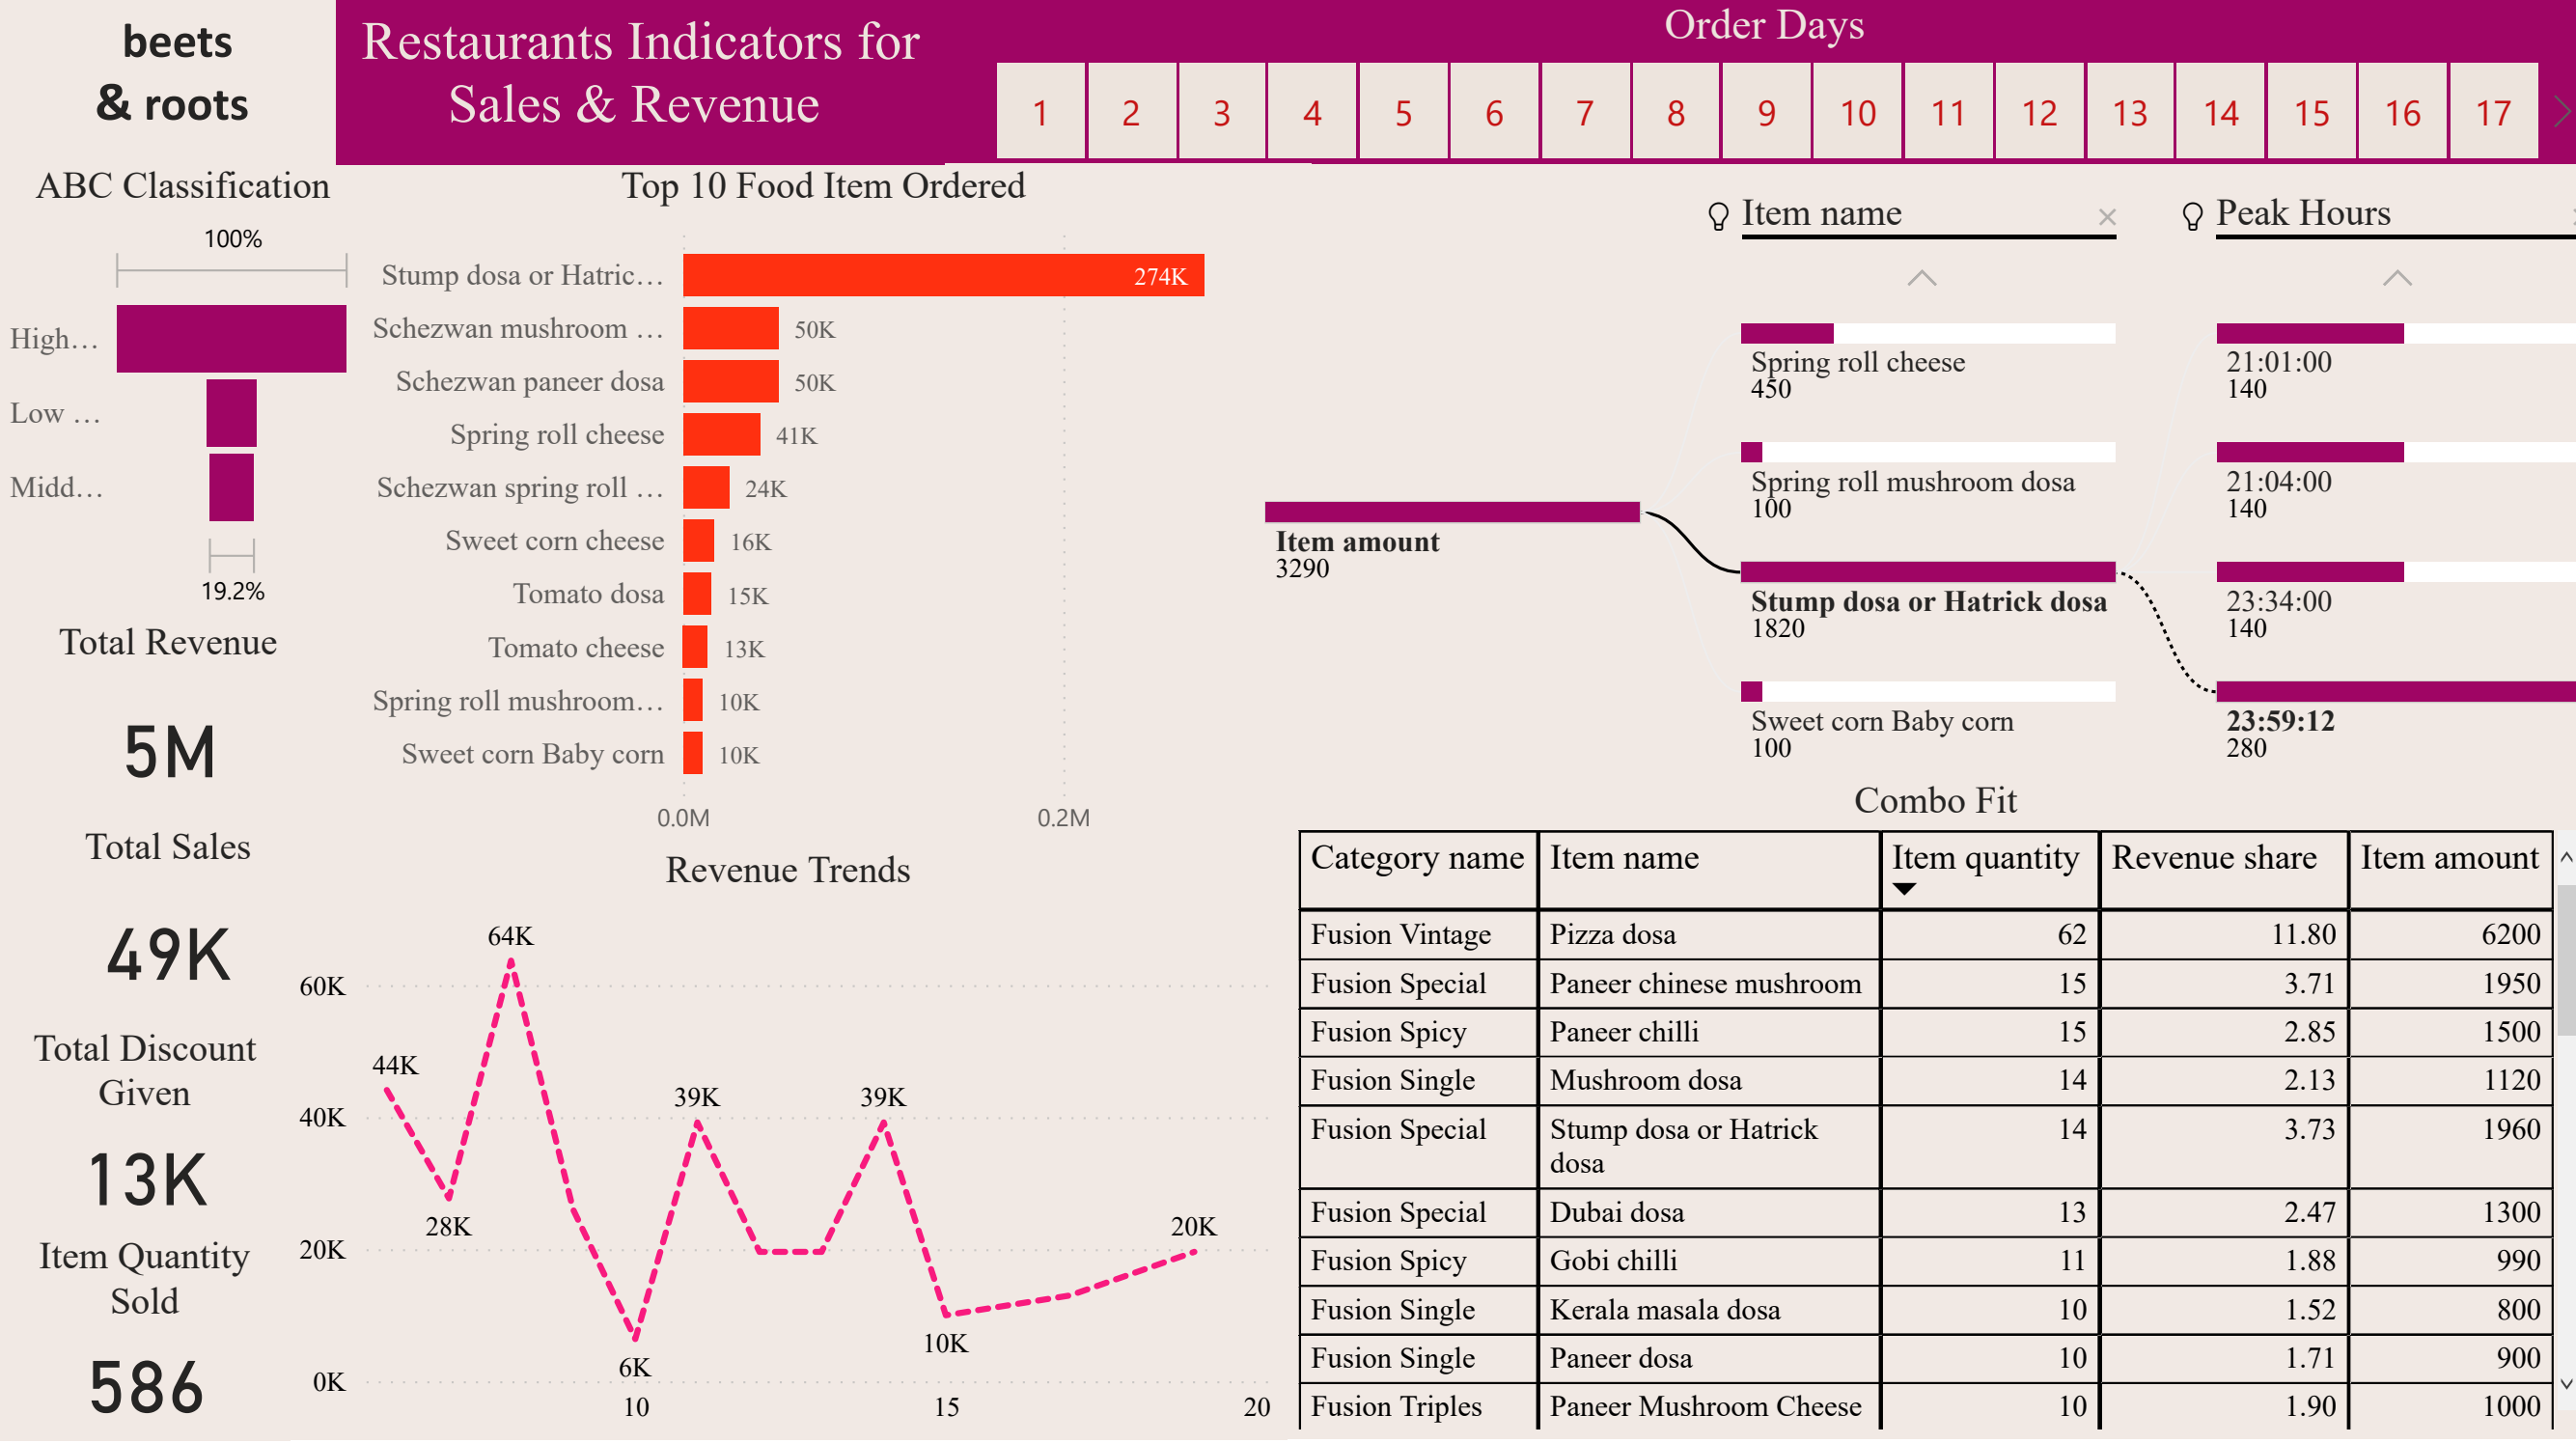 beets
& roots
Restaurants Indicators for
Sales & Revenue
Order Days
1 2 3 4 5 6 7 8 9 10 11 12 13 14 15 16 17
ABC Classification
100%
High…
Low …
Midd…
19.2%
Total Revenue
5M
Total Sales
49K
Total Discount
Given
13K
Item Quantity
Sold
586
Top 10 Food Item Ordered
Stump dosa or Hatric… 274K
Schezwan mushroom … 50K
Schezwan paneer dosa 50K
Spring roll cheese 41K
Schezwan spring roll … 24K
Sweet corn cheese 16K
Tomato dosa 15K
Tomato cheese 13K
Spring roll mushroom… 10K
Sweet corn Baby corn 10K
0.0M 0.2M
Revenue Trends
60K
40K
20K
0K
44K
28K
64K
6K
39K
39K
10K
20K
10 15 20
Item amount
3290
Item name
Spring roll cheese
450
Spring roll mushroom dosa
100
Stump dosa or Hatrick dosa
1820
Sweet corn Baby corn
100
Peak Hours
21:01:00
140
21:04:00
140
23:34:00
140
23:59:12
280
Combo Fit
Category name Item name Item quantity Revenue share Item amount
Fusion Vintage Pizza dosa 62 11.80 6200
Fusion Special Paneer chinese mushroom 15 3.71 1950
Fusion Spicy Paneer chilli 15 2.85 1500
Fusion Single Mushroom dosa 14 2.13 1120
Fusion Special Stump dosa or Hatrick 14 3.73 1960
dosa
Fusion Special Dubai dosa 13 2.47 1300
Fusion Spicy Gobi chilli 11 1.88 990
Fusion Single Kerala masala dosa 10 1.52 800
Fusion Single Paneer dosa 10 1.71 900
Fusion Triples Paneer Mushroom Cheese 10 1.90 1000